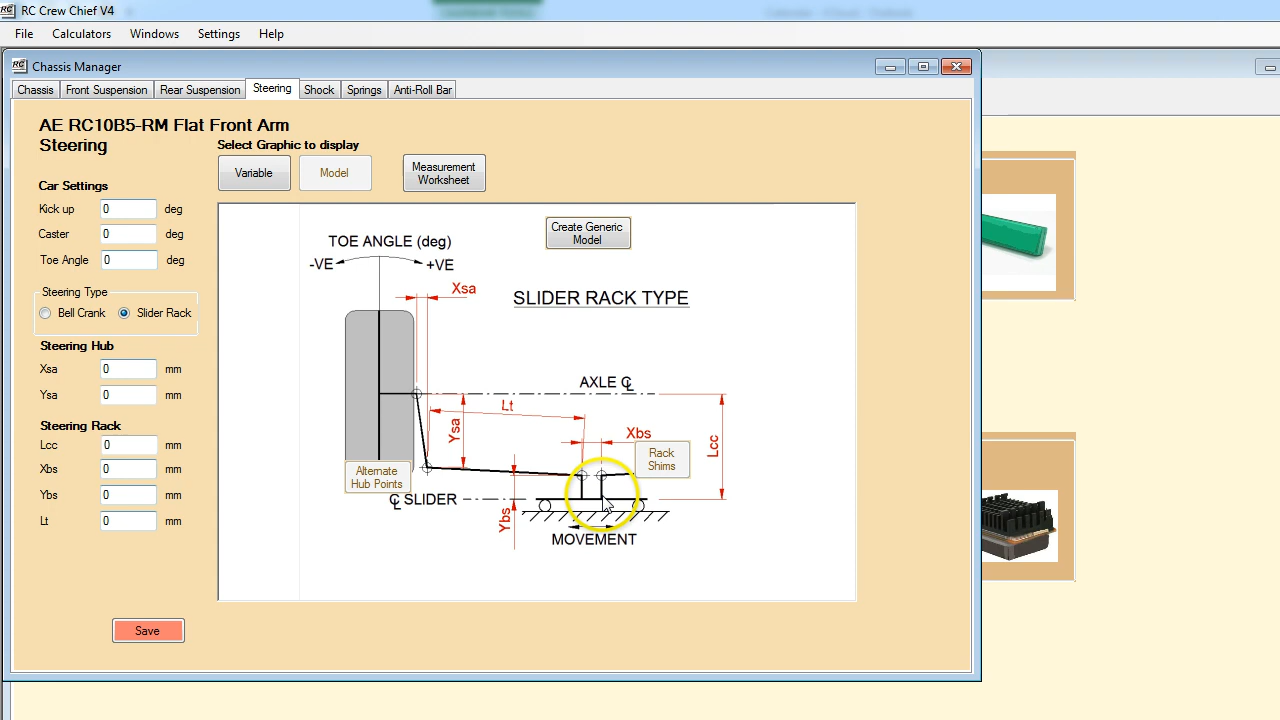 RC Crew Chief V4
File Calculators Windows Settings Help
RC Chassis Manager
Chassis Front Suspension Rear Suspension Steering Shock Springs Anti-Roll Bar
AE RC10B5-RM Flat Front Arm
Steering
Select Graphic to display
Variable Model Measurement Worksheet
Car Settings
Kick up 0 deg
Caster 0 deg
Toe Angle 0 deg
Steering Type
Bell Crank Slider Rack
Steering Hub
Xsa 0 mm
Ysa 0 mm
Steering Rack
Lcc 0 mm
Xbs 0 mm
Ybs 0 mm
Lt 0 mm
Save
Create Generic
Model
TOE ANGLE (deg)
-VE +VE
Xsa
SLIDER RACK TYPE
AXLE ℄
Lt
Ysa
Xbs
Lcc
Rack
Shims
Alternate
Hub Points
℄ SLIDER
Ybs
MOVEMENT